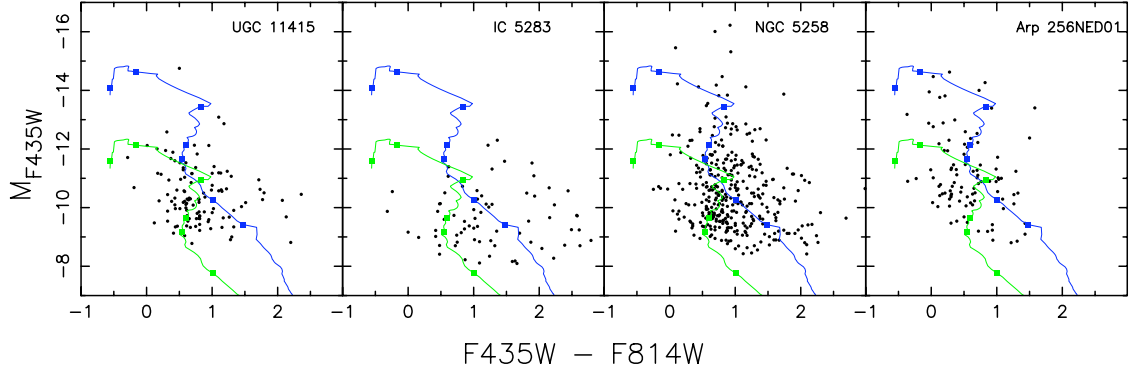 UGC 11415
IC 5283
NGC 5258
Arp 256NED01
−16
−14
−12
−10
−8
M_F435W
−1 0 1 2 −1 0 1 2 −1 0 1 2 −1 0 1 2 3
F435W − F814W